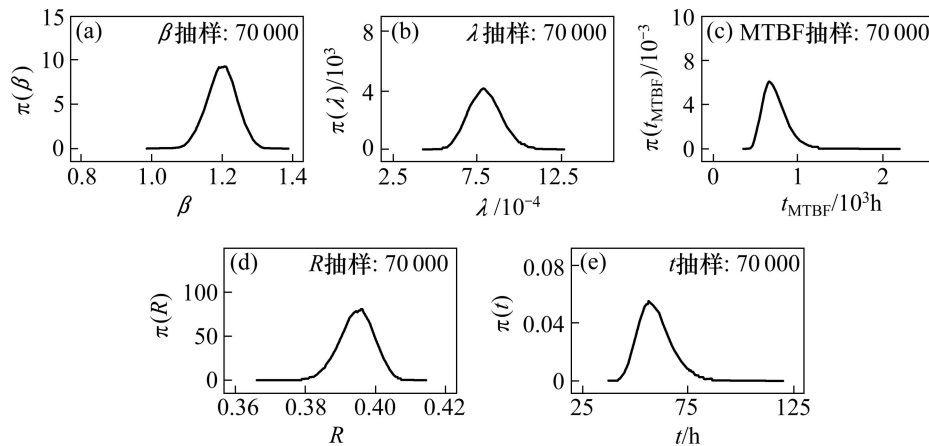 (a) β抽样: 70 000
π(β)
15
10
5
0
0.8 1.0 1.2 1.4
β
(b) λ抽样: 70 000
π(λ)/10³
8
4
0
2.5 7.5 12.5
λ/10⁻⁴
(c) MTBF抽样: 70 000
π(t_MTBF)/10⁻³
10
6
4
0
0 1 2
t_MTBF/10³h
(d) R抽样: 70 000
π(R)
100
50
0
0.36 0.38 0.40 0.42
R
(e) t抽样: 70 000
π(t)
0.08
0.04
0
25 75 125
t/h